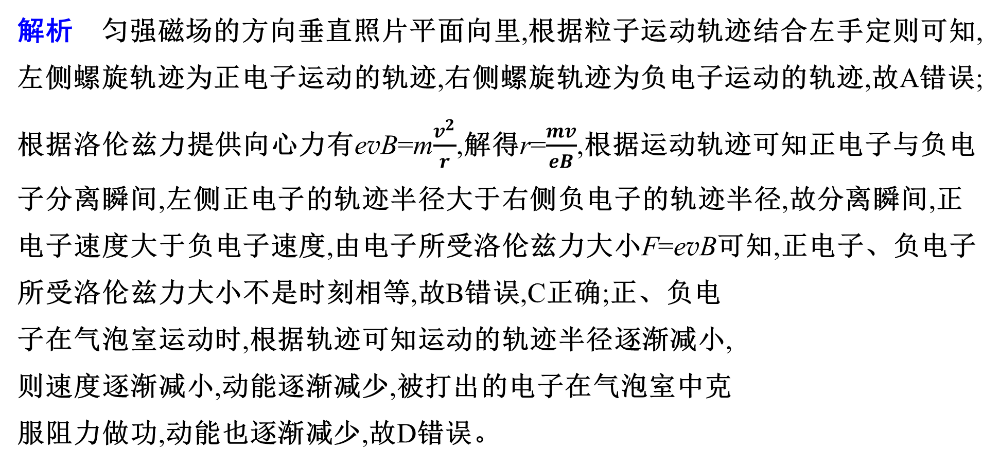 解析　匀强磁场的方向垂直照片平面向里,根据粒子运动轨迹结合左手定则可知,
左侧螺旋轨迹为正电子运动的轨迹,右侧螺旋轨迹为负电子运动的轨迹,故A错误;
根据洛伦兹力提供向心力有evB=m\frac{v^2}{r},解得r=\frac{mv}{eB},根据运动轨迹可知正电子与负电
子分离瞬间,左侧正电子的轨迹半径大于右侧负电子的轨迹半径,故分离瞬间,正
电子速度大于负电子速度,由电子所受洛伦兹力大小F=evB可知,正电子、负电子
所受洛伦兹力大小不是时刻相等,故B错误,C正确;正、负电
子在气泡室运动时,根据轨迹可知运动的轨迹半径逐渐减小,
则速度逐渐减小,动能逐渐减少,被打出的电子在气泡室中克
服阻力做功,动能也逐渐减少,故D错误。